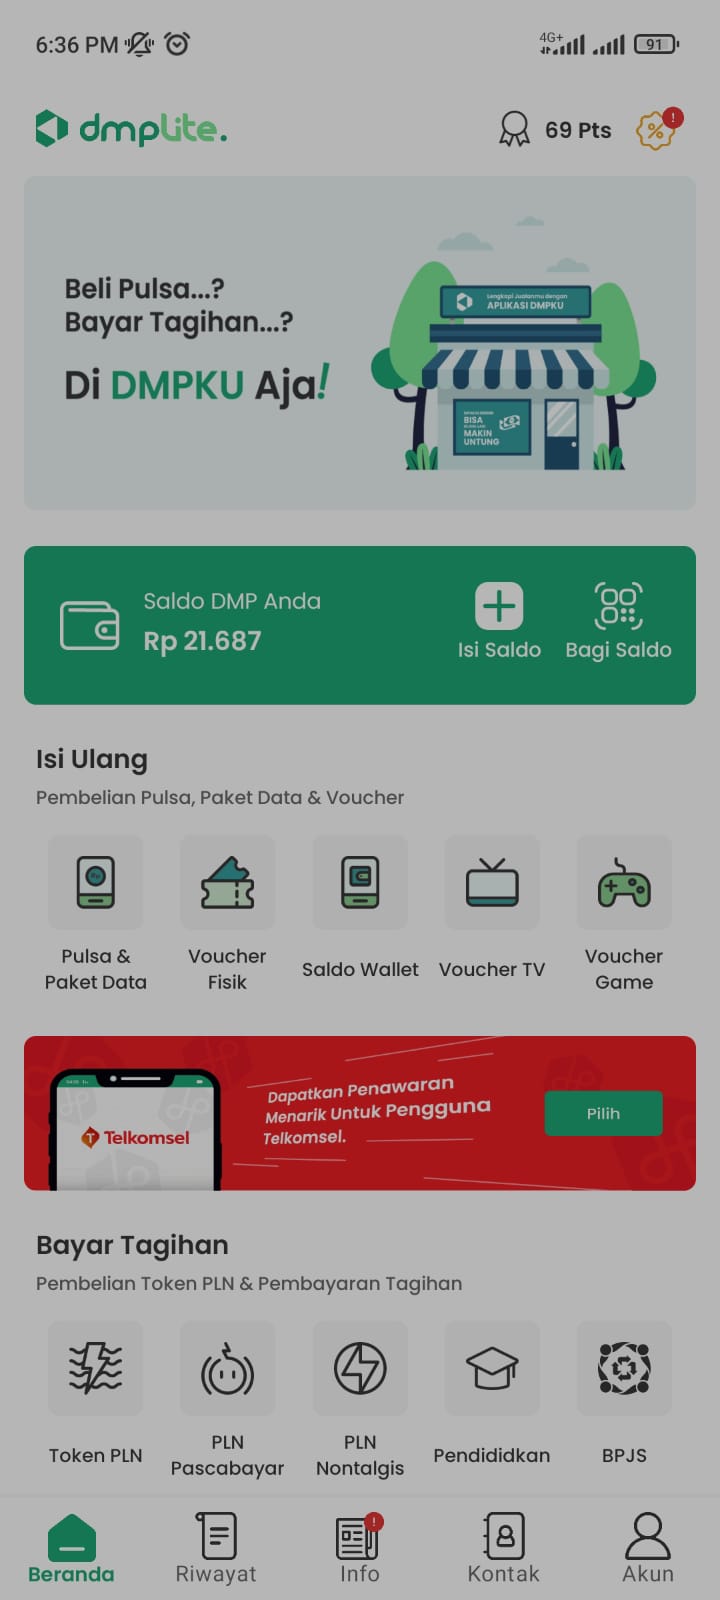 6:36 PM
4G+
91
dmplite.
69 Pts
!
Beli Pulsa...?
Bayar Tagihan...?
Di DMPKU Aja!
Lengkapi Jualanmu dengan
APLIKASI DMPKU
BISA
MAKIN
UNTUNG
Saldo DMP Anda
Rp 21.687
Isi Saldo
Bagi Saldo
Isi Ulang
Pembelian Pulsa, Paket Data & Voucher
Pulsa &
Paket Data
Voucher
Fisik
Saldo Wallet
Voucher TV
Voucher
Game
Telkomsel
Dapatkan Penawaran
Menarik Untuk Pengguna
Telkomsel.
Pilih
Bayar Tagihan
Pembelian Token PLN & Pembayaran Tagihan
Token PLN
PLN
Pascabayar
PLN
Nontalgis
Pendididkan
BPJS
!
Beranda
Riwayat
Info
Kontak
Akun